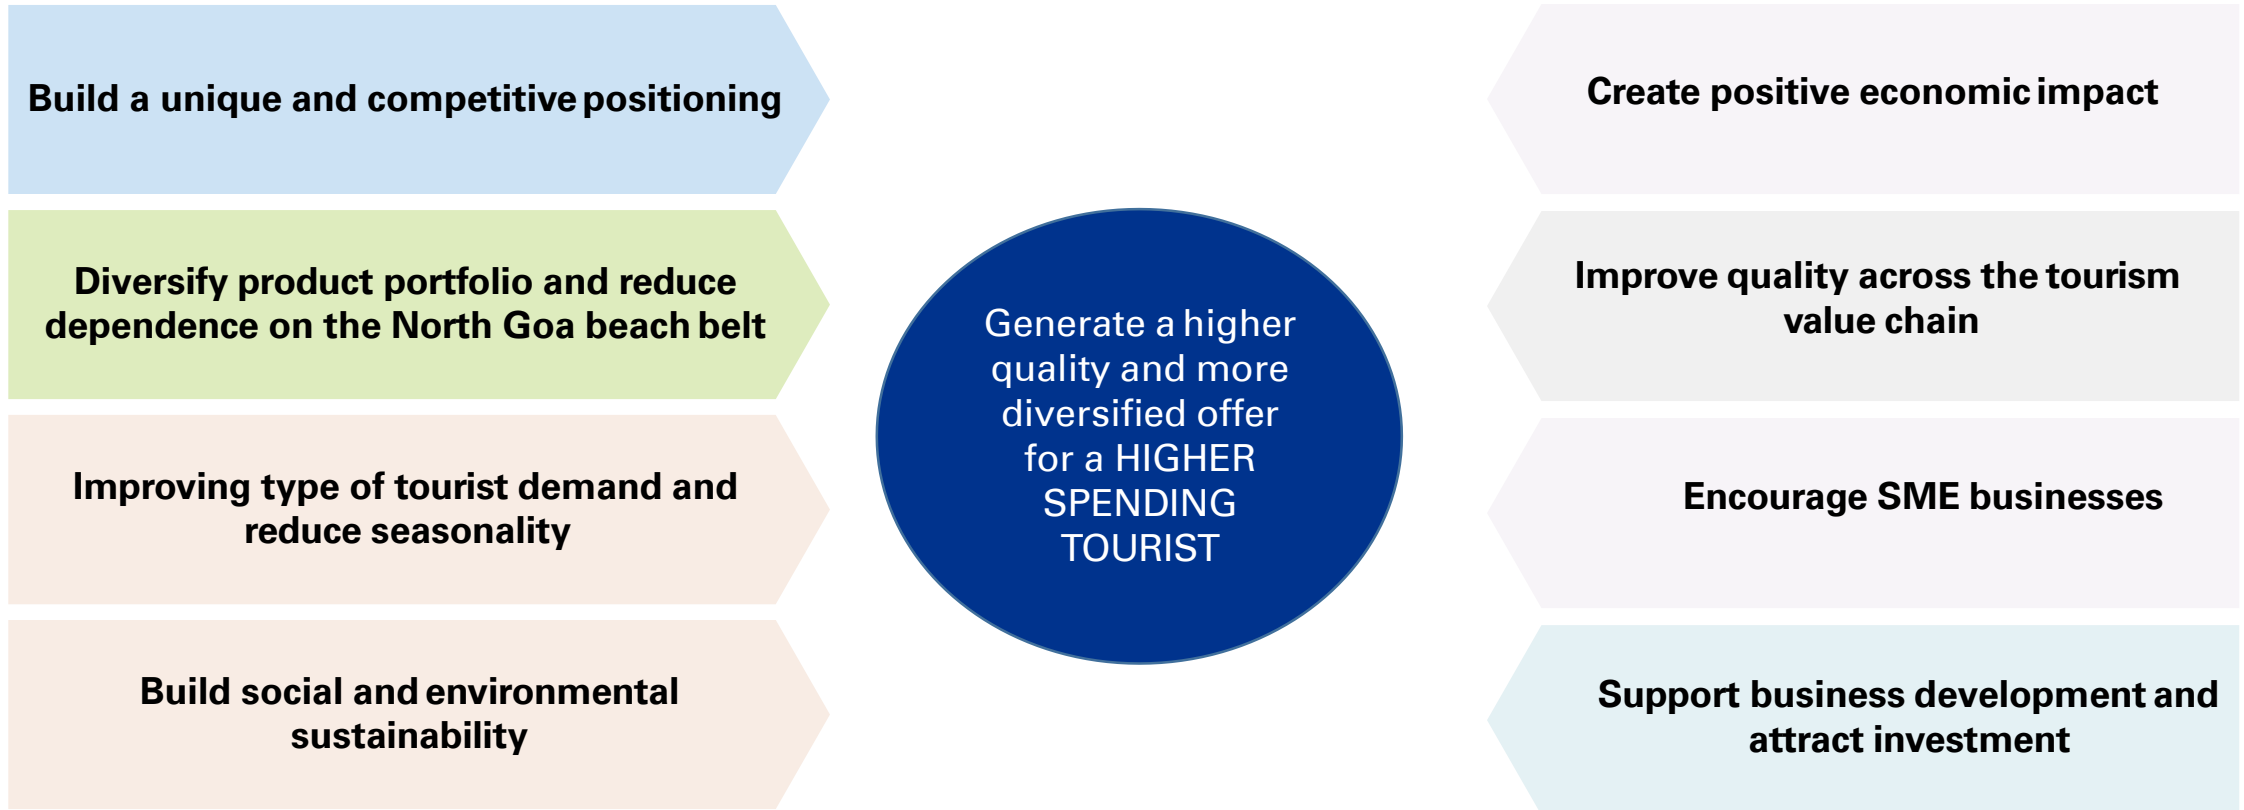 Build a unique and competitive positioning
Diversify product portfolio and reduce
dependence on the North Goa beach belt
Improving type of tourist demand and
reduce seasonality
Build social and environmental
sustainability
Generate a higher
quality and more
diversified offer
for a HIGHER
SPENDING
TOURIST
Create positive economic impact
Improve quality across the tourism
value chain
Encourage SME businesses
Support business development and
attract investment